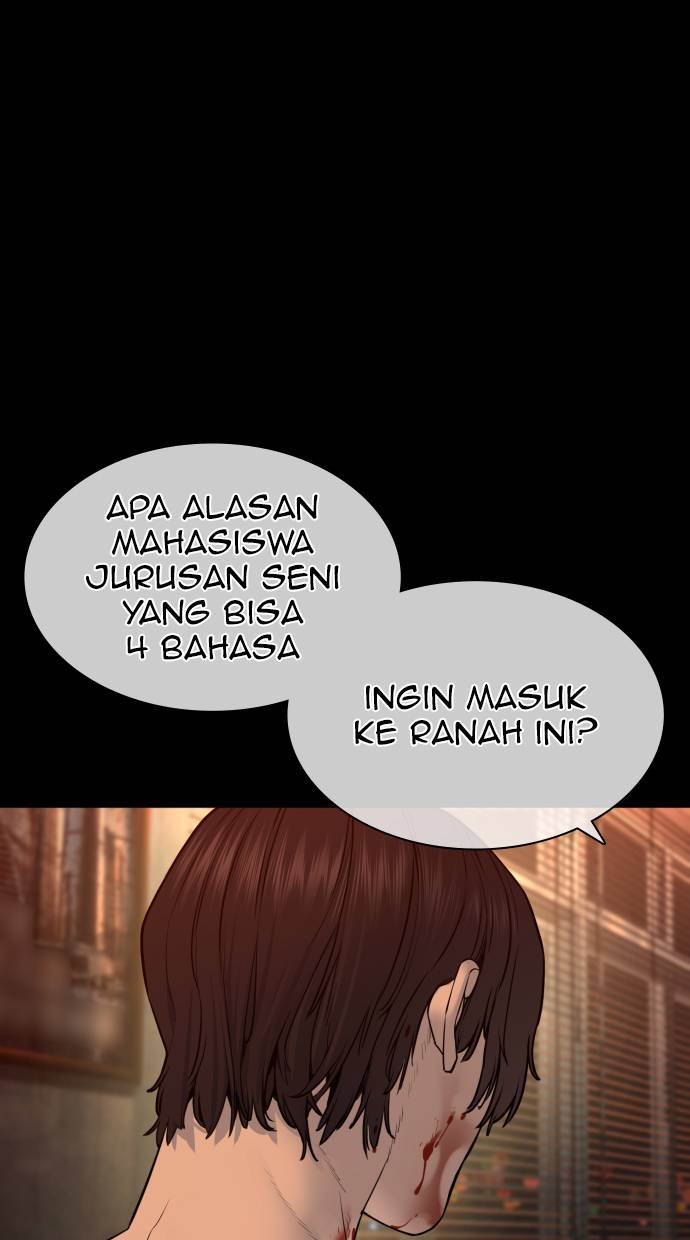 APA ALASAN
MAHASISWA
JURUSAN SENI
YANG BISA
4 BAHASA
INGIN MASUK
KE RANAH INI?